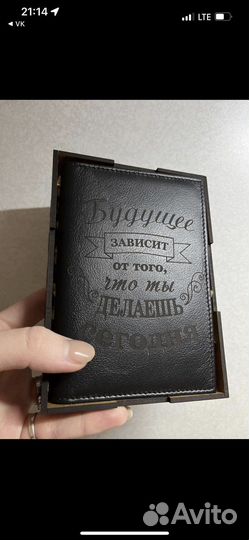 21:14
LTE
VK
Будущее
ЗАВИСИТ
ОТ ТОГО,
что ты
ДЕЛАЕШЬ
сегодня
Avito